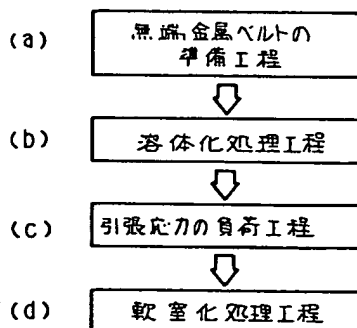 (a) 無端金属ベルトの
準備工程
(b) 溶体化処理工程
(c) 引張応力の負荷工程
(d) 軟窒化処理工程